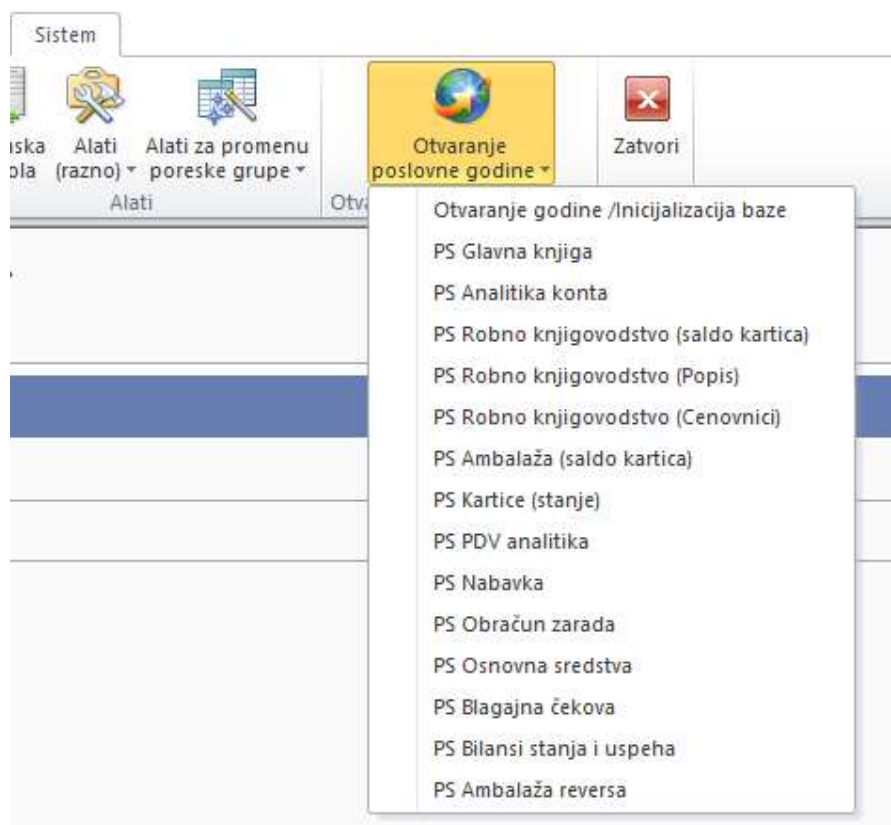 Sistem
Alati Alati za promenu Otvaranje Zatvori
(razno) poreske grupe poslovne godine
Alati
Otvaranje godine /Inicijalizacija baze
PS Glavna knjiga
PS Analitika konta
PS Robno knjigovodstvo (saldo kartica)
PS Robno knjigovodstvo (Popis)
PS Robno knjigovodstvo (Cenovnici)
PS Ambalaža (saldo kartica)
PS Kartice (stanje)
PS PDV analitika
PS Nabavka
PS Obračun zarada
PS Osnovna sredstva
PS Blagajna čekova
PS Bilansi stanja i uspeha
PS Ambalaža reversa